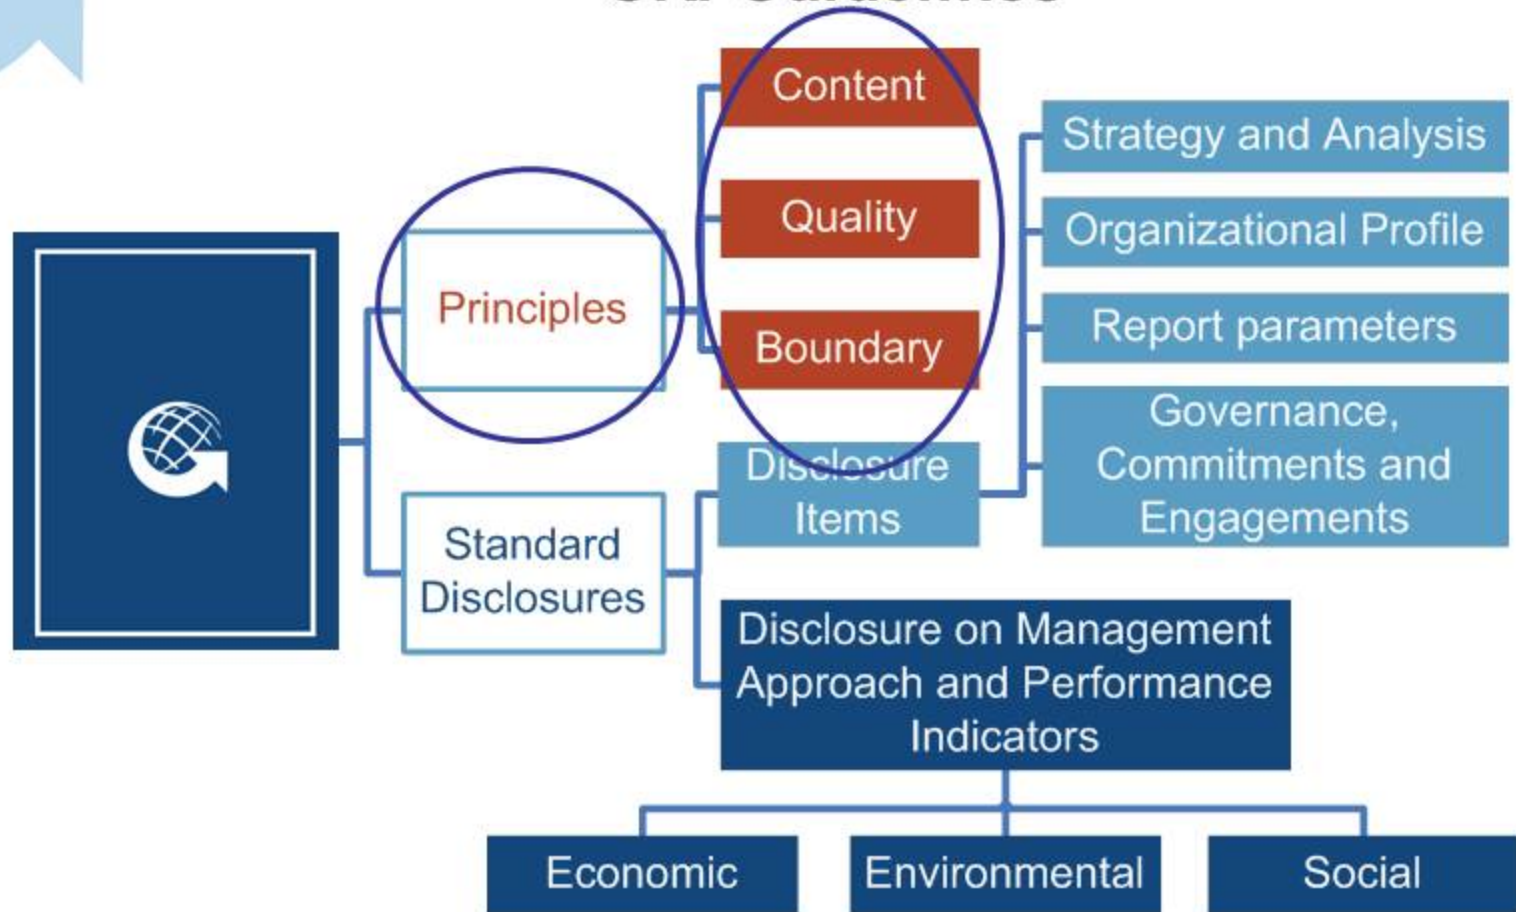 Content
Quality
Boundary
Principles
Strategy and Analysis
Organizational Profile
Report parameters
Governance,
Commitments and
Engagements
Disclosure
Items
Standard
Disclosures
Disclosure on Management
Approach and Performance
Indicators
Economic
Environmental
Social